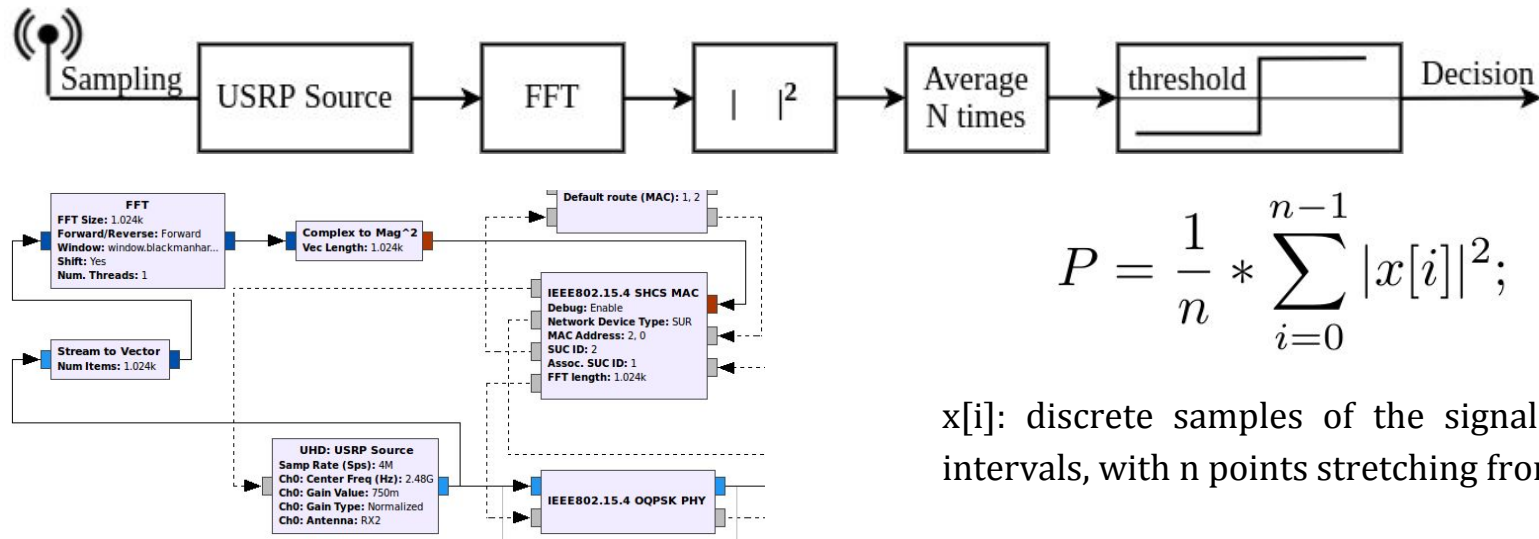 Sampling
USRP Source
FFT
| |²
Average
N times
threshold
Decision
FFT
FFT Size: 1.024k
Forward/Reverse: Forward
Window: window.blackmanhar...
Shift: Yes
Num. Threads: 1
Complex to Mag^2
Vec Length: 1.024k
Stream to Vector
Num Items: 1.024k
Default route (MAC): 1, 2
IEEE802.15.4 SHCS MAC
Debug: Enable
Network Device Type: SUR
MAC Address: 2, 0
SUC ID: 2
Assoc. SUC ID: 1
FFT length: 1.024k
UHD: USRP Source
Samp Rate (Sps): 4M
Ch0: Center Freq (Hz): 2.48G
Ch0: Gain Value: 750m
Ch0: Gain Type: Normalized
Ch0: Antenna: RX2
IEEE802.15.4 OQPSK PHY
P = 1/n * ∑_{i=0}^{n−1} |x[i]|²;
x[i]: discrete samples of the signal
intervals, with n points stretching fro